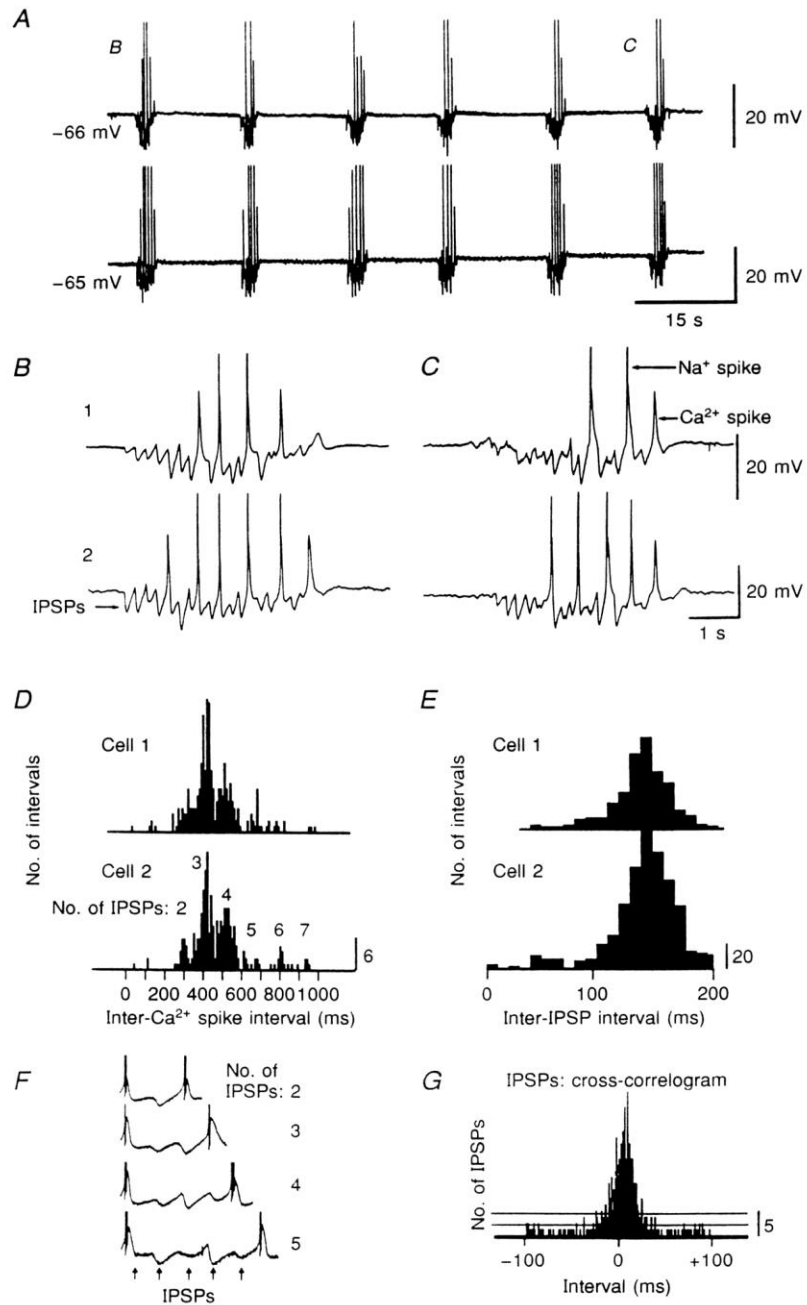 A
B
C
−66 mV
20 mV
−65 mV
20 mV
15 s
B
C
1
Na+ spike
Ca2+ spike
20 mV
2
IPSPs
20 mV
1 s
D
E
No. of intervals
Cell 1
Cell 2
No. of IPSPs: 2
3
4
5
6
7
6
0 200 400 600 800 1000
Inter-Ca2+ spike interval (ms)
No. of intervals
Cell 1
Cell 2
20
0 100 200
Inter-IPSP interval (ms)
F
No. of
IPSPs: 2
3
4
5
IPSPs
G
IPSPs: cross-correlogram
No. of IPSPs
5
−100 0 +100
Interval (ms)